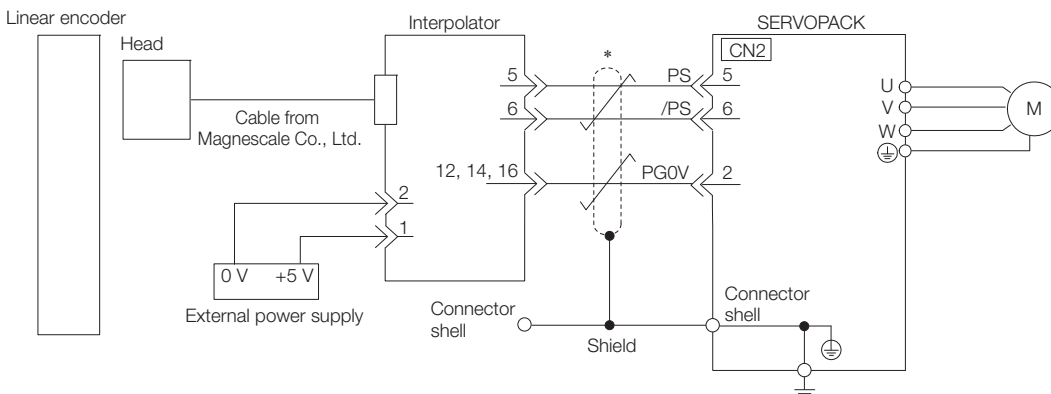 Linear encoder
Head
Interpolator
SERVOPACK
*
CN2
5
PS
5
6
/PS
6
Cable from
Magnescale Co., Ltd.
12, 14, 16
PG0V
2
2
1
0 V
+5 V
External power supply
Connector
shell
Shield
Connector
shell
U
V
W
M